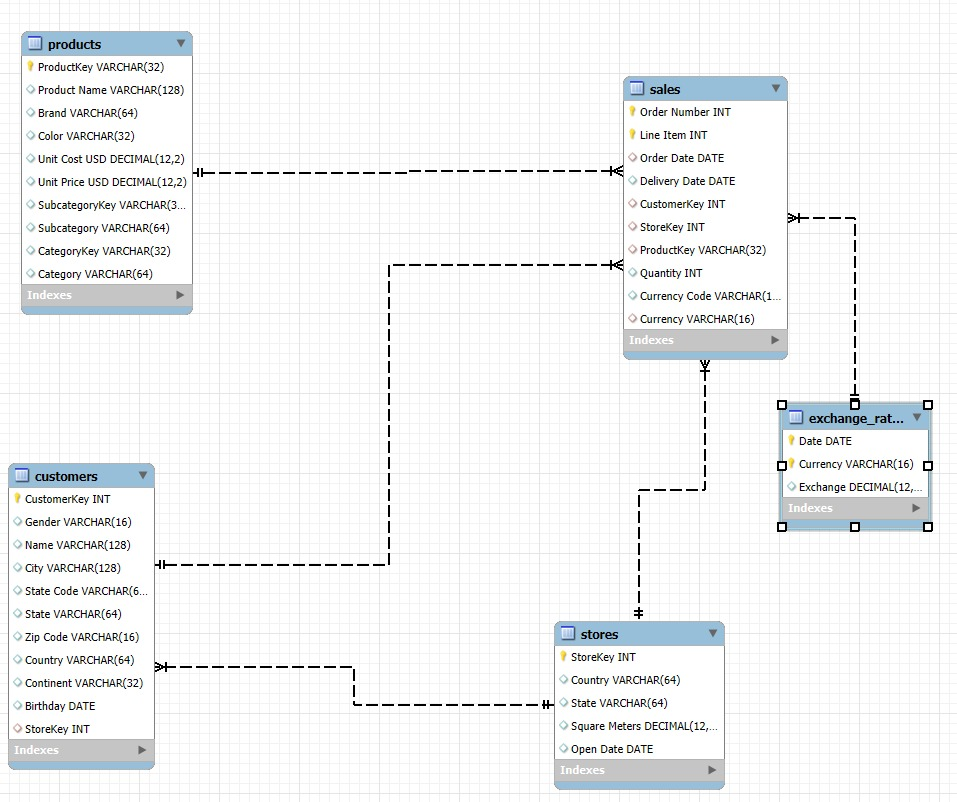 products
ProductKey VARCHAR(32)
Product Name VARCHAR(128)
Brand VARCHAR(64)
Color VARCHAR(32)
Unit Cost USD DECIMAL(12,2)
Unit Price USD DECIMAL(12,2)
SubcategoryKey VARCHAR(3...
Subcategory VARCHAR(64)
CategoryKey VARCHAR(32)
Category VARCHAR(64)
Indexes
sales
Order Number INT
Line Item INT
Order Date DATE
Delivery Date DATE
CustomerKey INT
StoreKey INT
ProductKey VARCHAR(32)
Quantity INT
Currency Code VARCHAR(1...
Currency VARCHAR(16)
Indexes
exchange_rat...
Date DATE
Currency VARCHAR(16)
Exchange DECIMAL(12,...
Indexes
customers
CustomerKey INT
Gender VARCHAR(16)
Name VARCHAR(128)
City VARCHAR(128)
State Code VARCHAR(6...
State VARCHAR(64)
Zip Code VARCHAR(16)
Country VARCHAR(64)
Continent VARCHAR(32)
Birthday DATE
StoreKey INT
Indexes
stores
StoreKey INT
Country VARCHAR(64)
State VARCHAR(64)
Square Meters DECIMAL(12,...
Open Date DATE
Indexes